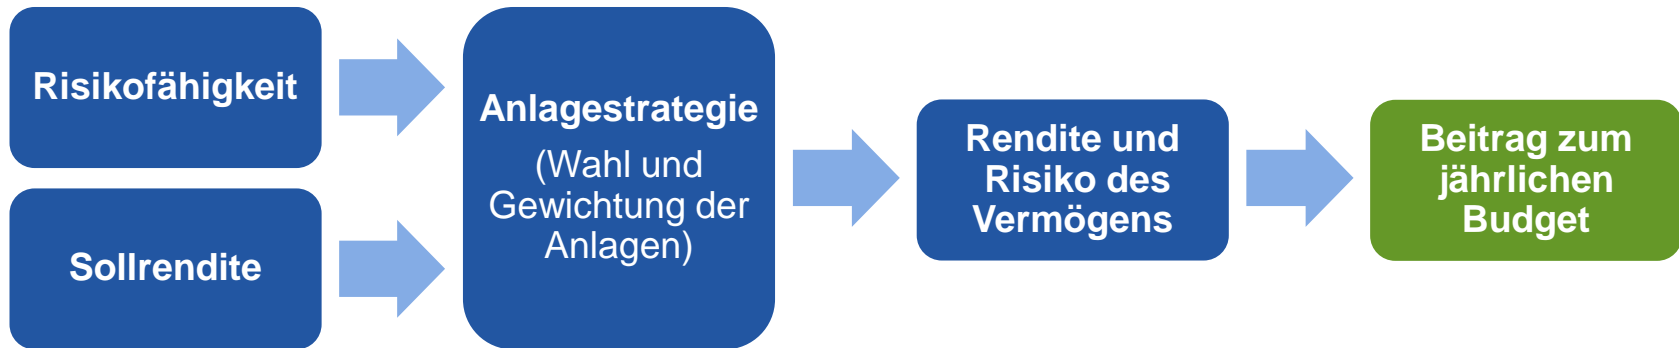 Risikofähigkeit
Sollrendite
Anlagestrategie
(Wahl und
Gewichtung der
Anlagen)
Rendite und
Risiko des
Vermögens
Beitrag zum
jährlichen
Budget